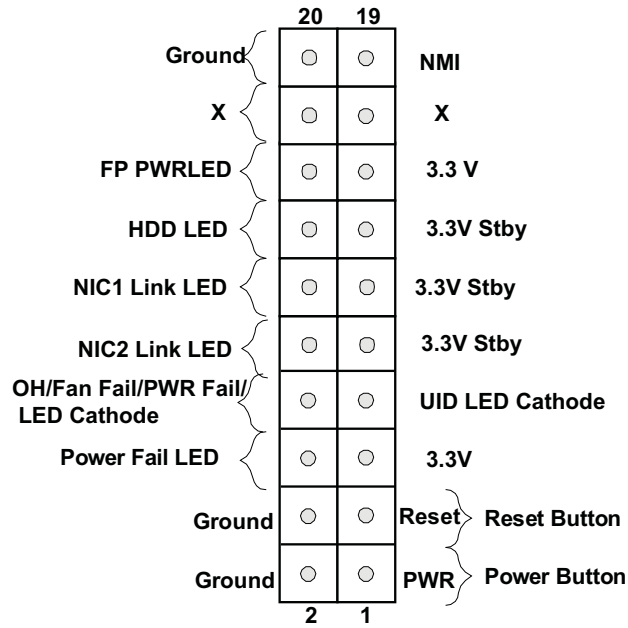 20 19
Ground NMI
X X
FP PWRLED 3.3 V
HDD LED 3.3V Stby
NIC1 Link LED 3.3V Stby
NIC2 Link LED 3.3V Stby
OH/Fan Fail/PWR Fail/
LED Cathode UID LED Cathode
Power Fail LED 3.3V
Ground Reset Reset Button
Ground PWR Power Button
2 1